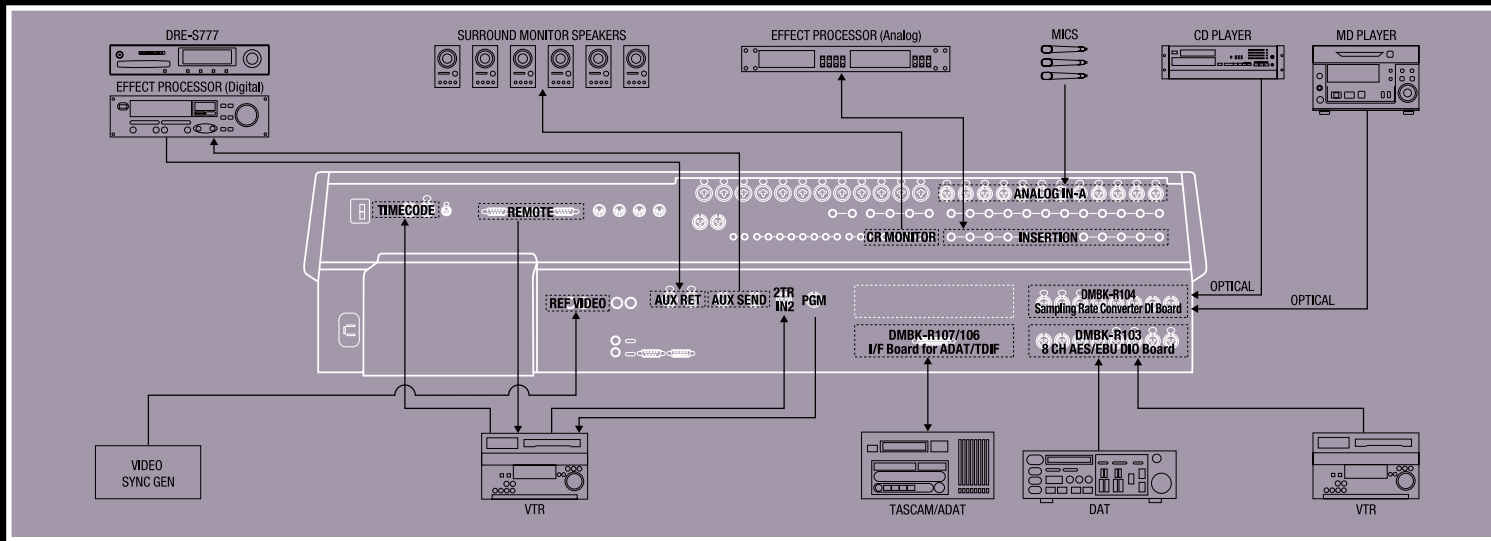 DRE-S777
SURROUND MONITOR SPEAKERS
EFFECT PROCESSOR (Analog)
MICS
CD PLAYER
MD PLAYER
EFFECT PROCESSOR (Digital)
TIMECODE
REMOTE
ANALOG IN-A
CR MONITOR
INSERTION
REF VIDEO
AUX RET
AUX SEND
2TR
IN2
PGM
DMBK-R104
Sampling Rate Converter DI Board
OPTICAL
OPTICAL
DMBK-R107/106
I/F Board for ADAT/TDIF
DMBK-R103
8 CH AES/EBU DIO Board
VIDEO
SYNC GEN
VTR
TASCAM/ADAT
DAT
VTR